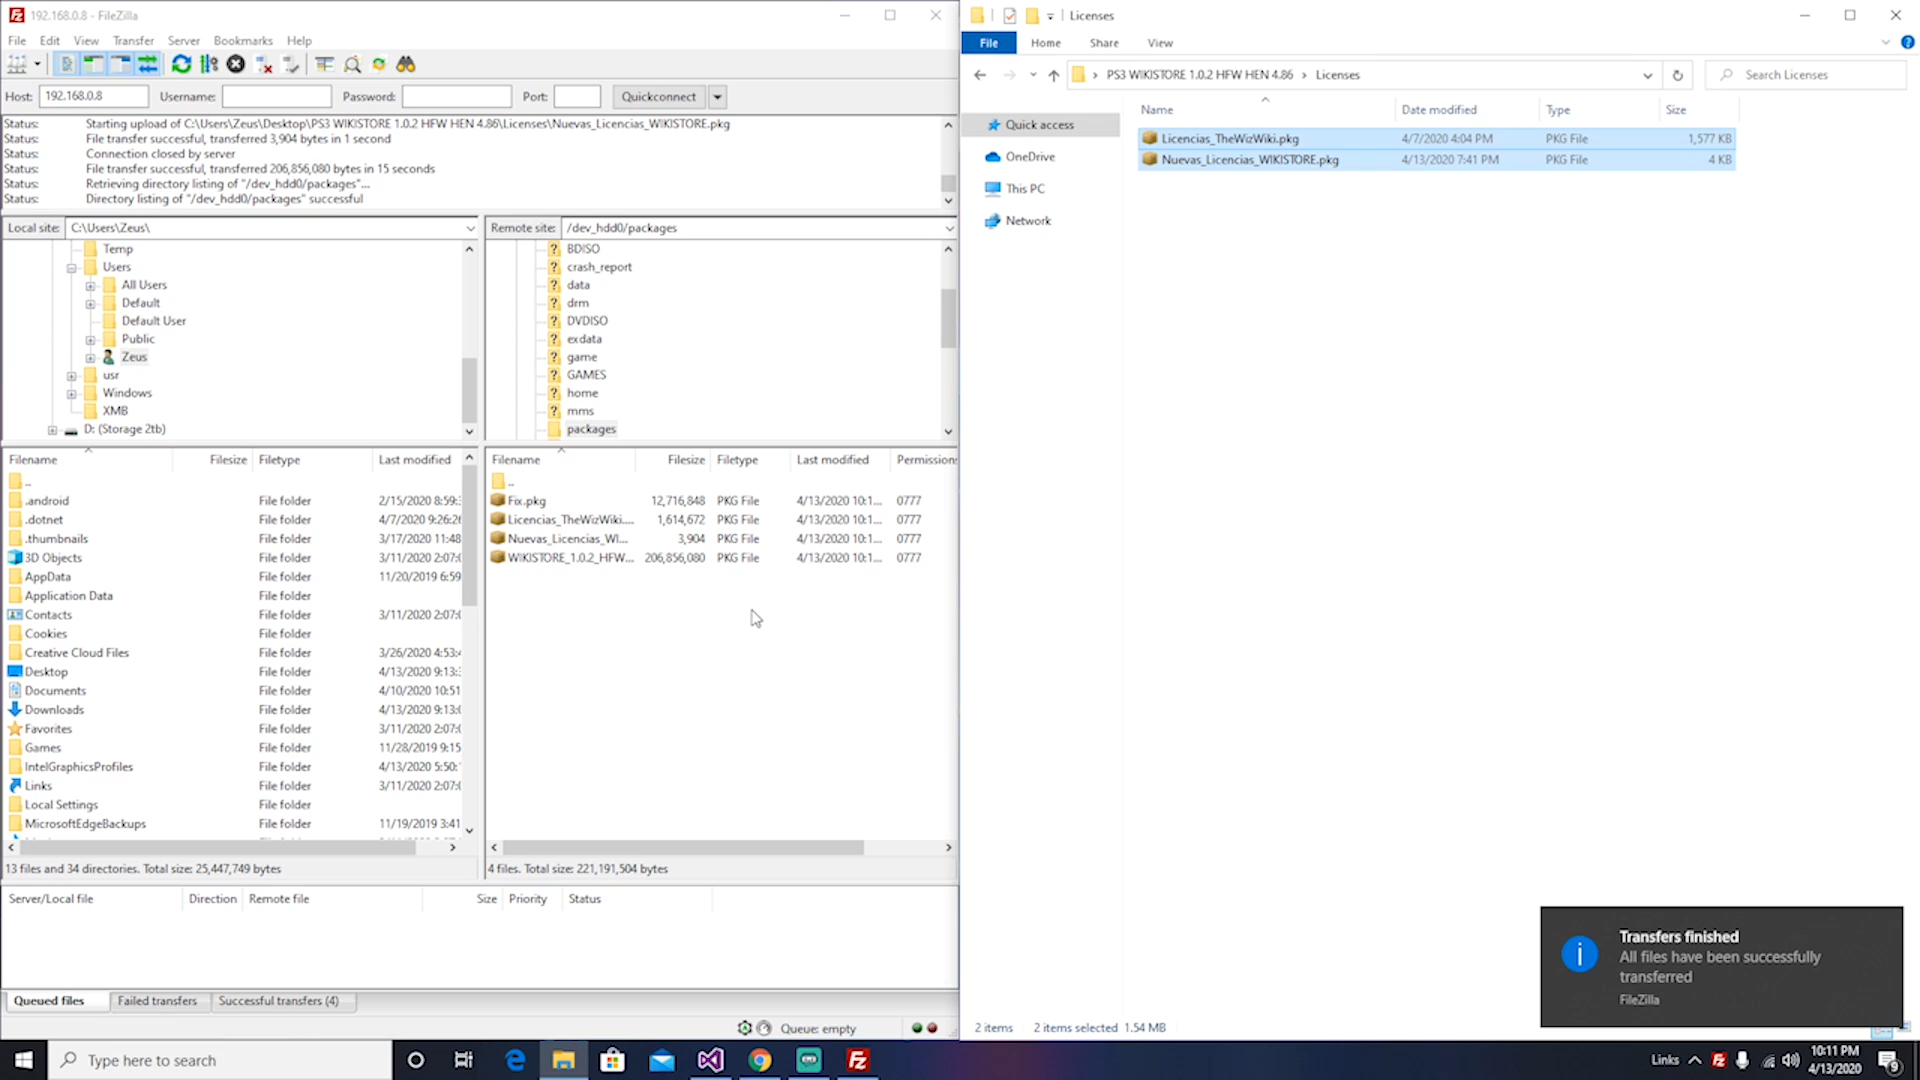 192.168.0.8 - FileZilla
File Edit View Transfer Server Bookmarks Help
Host: 192.168.0.8 Username: Password: Port: Quickconnect
Status: Starting upload of C:\Users\Zeus\Desktop\PS3 WIKISTORE 1.0.2 HFW HEN 4.86\Licenses\Nuevas_Licencias_WIKISTORE.pkg
Status: File transfer successful, transferred 3,904 bytes in 1 second
Status: Connection closed by server
Status: File transfer successful, transferred 206,856,080 bytes in 15 seconds
Status: Retrieving directory listing of "/dev_hdd0/packages"...
Status: Directory listing of "/dev_hdd0/packages" successful
Local site: C:\Users\Zeus\
Temp
Users
All Users
Default
Default User
Public
Zeus
usr
Windows
XMB
D: (Storage 2tb)
Remote site: /dev_hdd0/packages
BDISO
crash_report
data
drm
DVDISO
exdata
game
GAMES
home
mms
packages
Filename Filesize Filetype Last modified
..
.android File folder 2/15/2020 8:59:
.dotnet File folder 4/7/2020 9:26:26
.thumbnails File folder 3/17/2020 11:48
3D Objects File folder 3/11/2020 2:07:
AppData File folder 11/20/2019 6:59
Application Data File folder
Contacts File folder 3/11/2020 2:07:
Cookies File folder
Creative Cloud Files File folder 3/26/2020 4:53:
Desktop File folder 4/13/2020 9:13:
Documents File folder 4/10/2020 10:51
Downloads File folder 4/13/2020 9:13:
Favorites File folder 3/11/2020 2:07:
Games File folder 11/28/2019 9:15
IntelGraphicsProfiles File folder 4/13/2020 5:50:
Links File folder 3/11/2020 2:07:
Local Settings File folder
MicrosoftEdgeBackups File folder 11/19/2019 3:41
13 files and 34 directories. Total size: 25,447,749 bytes
Filename Filesize Filetype Last modified Permissions
..
Fix.pkg 12,716,848 PKG File 4/13/2020 10:1... 0777
Licencias_TheWizWiki.... 1,614,672 PKG File 4/13/2020 10:1... 0777
Nuevas_Licencias_WI... 3,904 PKG File 4/13/2020 10:1... 0777
WIKISTORE_1.0.2_HFW... 206,856,080 PKG File 4/13/2020 10:1... 0777
4 files. Total size: 221,191,504 bytes
Server/Local file Direction Remote file Size Priority Status
Queued files Failed transfers Successful transfers (4)
Queue: empty
Licenses
File Home Share View
PS3 WIKISTORE 1.0.2 HFW HEN 4.86 › Licenses
Search Licenses
Quick access
OneDrive
This PC
Network
Name Date modified Type Size
Licencias_TheWizWiki.pkg 4/7/2020 4:04 PM PKG File 1,577 KB
Nuevas_Licencias_WIKISTORE.pkg 4/13/2020 7:41 PM PKG File 4 KB
2 items 2 items selected 1.54 MB
Transfers finished
All files have been successfully
transferred
FileZilla
Type here to search
Links
10:11 PM
4/13/2020
9